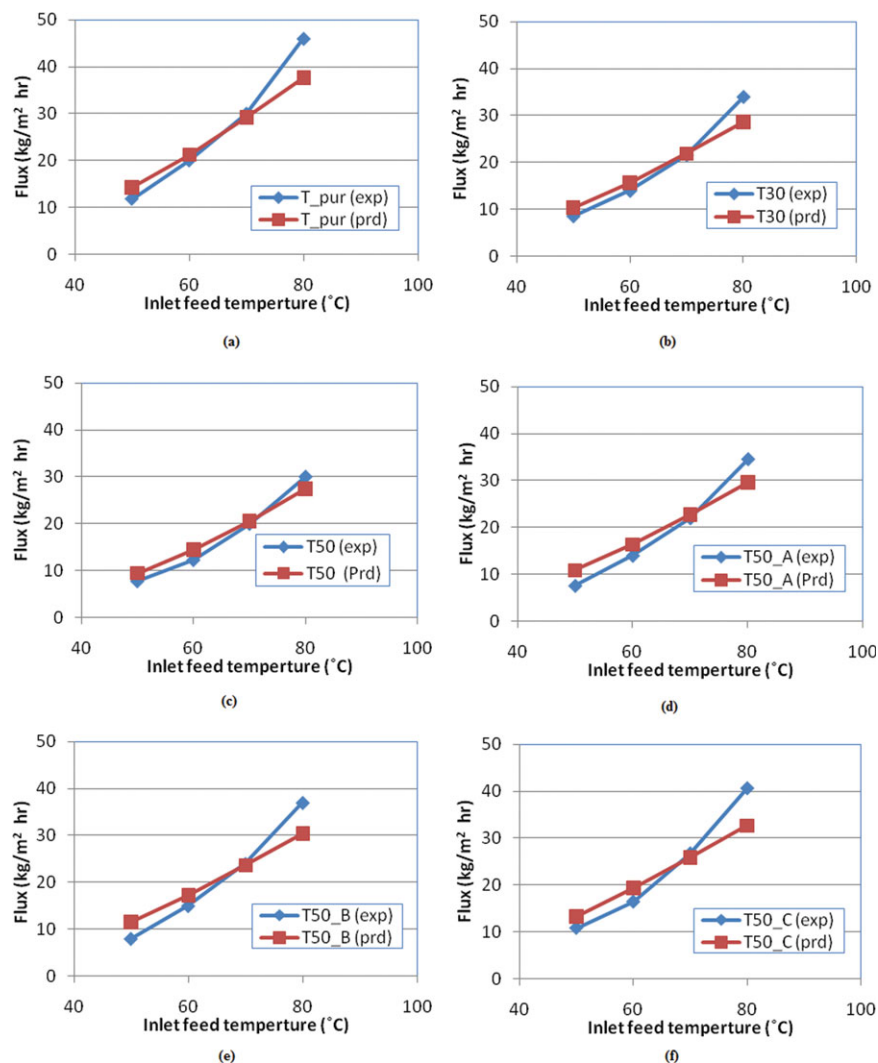 50
40
30
20
10
0
Flux (kg/m² hr)
T_pur (exp)
T_pur (prd)
40 60 80 100
Inlet feed temperture (˚C)
(a)
50
40
30
20
10
0
Flux (kg/m² hr)
T30 (exp)
T30 (prd)
40 60 80 100
Inlet feed temperture (˚C)
(b)
50
40
30
20
10
0
Flux (kg/m² hr)
T50 (exp)
T50 (Prd)
40 60 80 100
Inlet feed temperture (˚C)
(c)
50
40
30
20
10
0
Flux (kg/m² hr)
T50_A (exp)
T50_A (Prd)
40 60 80 100
Inlet feed temperture (˚C)
(d)
50
40
30
20
10
0
Flux (kg/m² hr)
T50_B (exp)
T50_B (prd)
40 60 80 100
Inlet feed temperture (˚C)
(e)
50
40
30
20
10
0
Flux (kg/m² hr)
T50_C (exp)
T50_C (prd)
40 60 80 100
Inlet feed temperture (˚C)
(f)